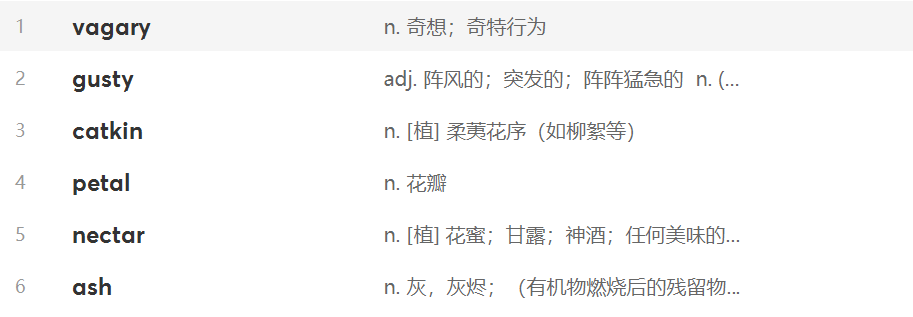 1 vagary n. 奇想；奇特行为
2 gusty adj. 阵风的；突发的；阵阵猛急的 n. (...
3 catkin n. [植] 柔荑花序（如柳絮等）
4 petal n. 花瓣
5 nectar n. [植] 花蜜；甘露；神酒；任何美味的...
6 ash n. 灰，灰烬；（有机物燃烧后的残留物...